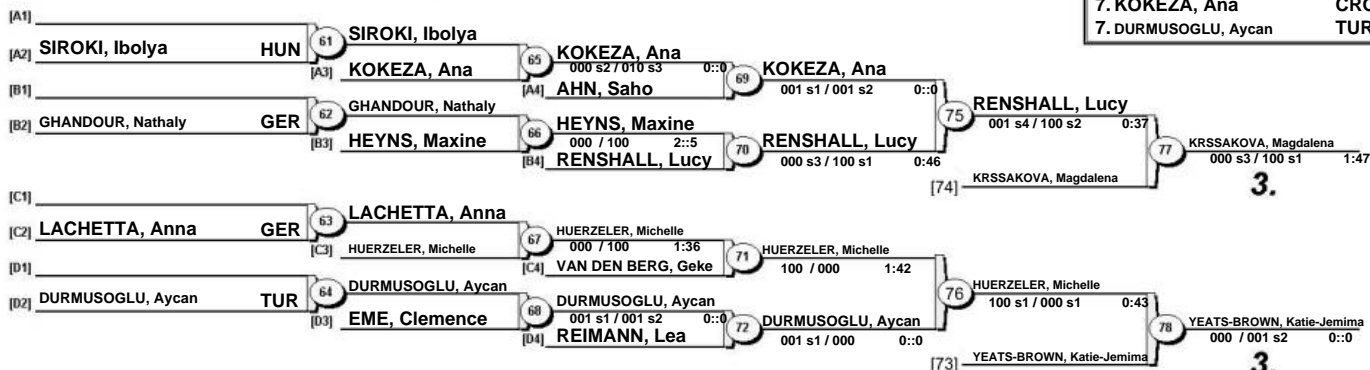 7. KOKEZA, Ana CRO
7. DURMUSOGLU, Aycan TUR
[A1]
[A2] SIROKI, Ibolya HUN
61
SIROKI, Ibolya
[A3] KOKEZA, Ana
65
KOKEZA, Ana
000 s2 / 010 s3 0::0
[A4] AHN, Saho
69
KOKEZA, Ana
001 s1 / 001 s2 0::0
[B1]
[B2] GHANDOUR, Nathaly GER
62
GHANDOUR, Nathaly
[B3] HEYNS, Maxine
66
HEYNS, Maxine
000 / 100 2::5
[B4] RENSHALL, Lucy
70
RENSHALL, Lucy
000 s3 / 100 s1 0:46
75
RENSHALL, Lucy
001 s4 / 100 s2 0:37
[74] KRSSAKOVA, Magdalena
77
KRSSAKOVA, Magdalena
000 s3 / 100 s1 1:47
3.
[C1]
[C2] LACHETTA, Anna GER
63
LACHETTA, Anna
[C3] HUERZELER, Michelle
67
HUERZELER, Michelle
000 / 100 1:36
[C4] VAN DEN BERG, Geke
71
HUERZELER, Michelle
100 / 000 1:42
[D1]
[D2] DURMUSOGLU, Aycan TUR
64
DURMUSOGLU, Aycan
[D3] EME, Clemence
68
DURMUSOGLU, Aycan
001 s1 / 001 s2 0::0
[D4] REIMANN, Lea
72
DURMUSOGLU, Aycan
001 s1 / 000 0::0
76
HUERZELER, Michelle
100 s1 / 000 s1 0:43
[73] YEATS-BROWN, Katie-Jemima
78
YEATS-BROWN, Katie-Jemima
000 / 001 s2 0::0
3.